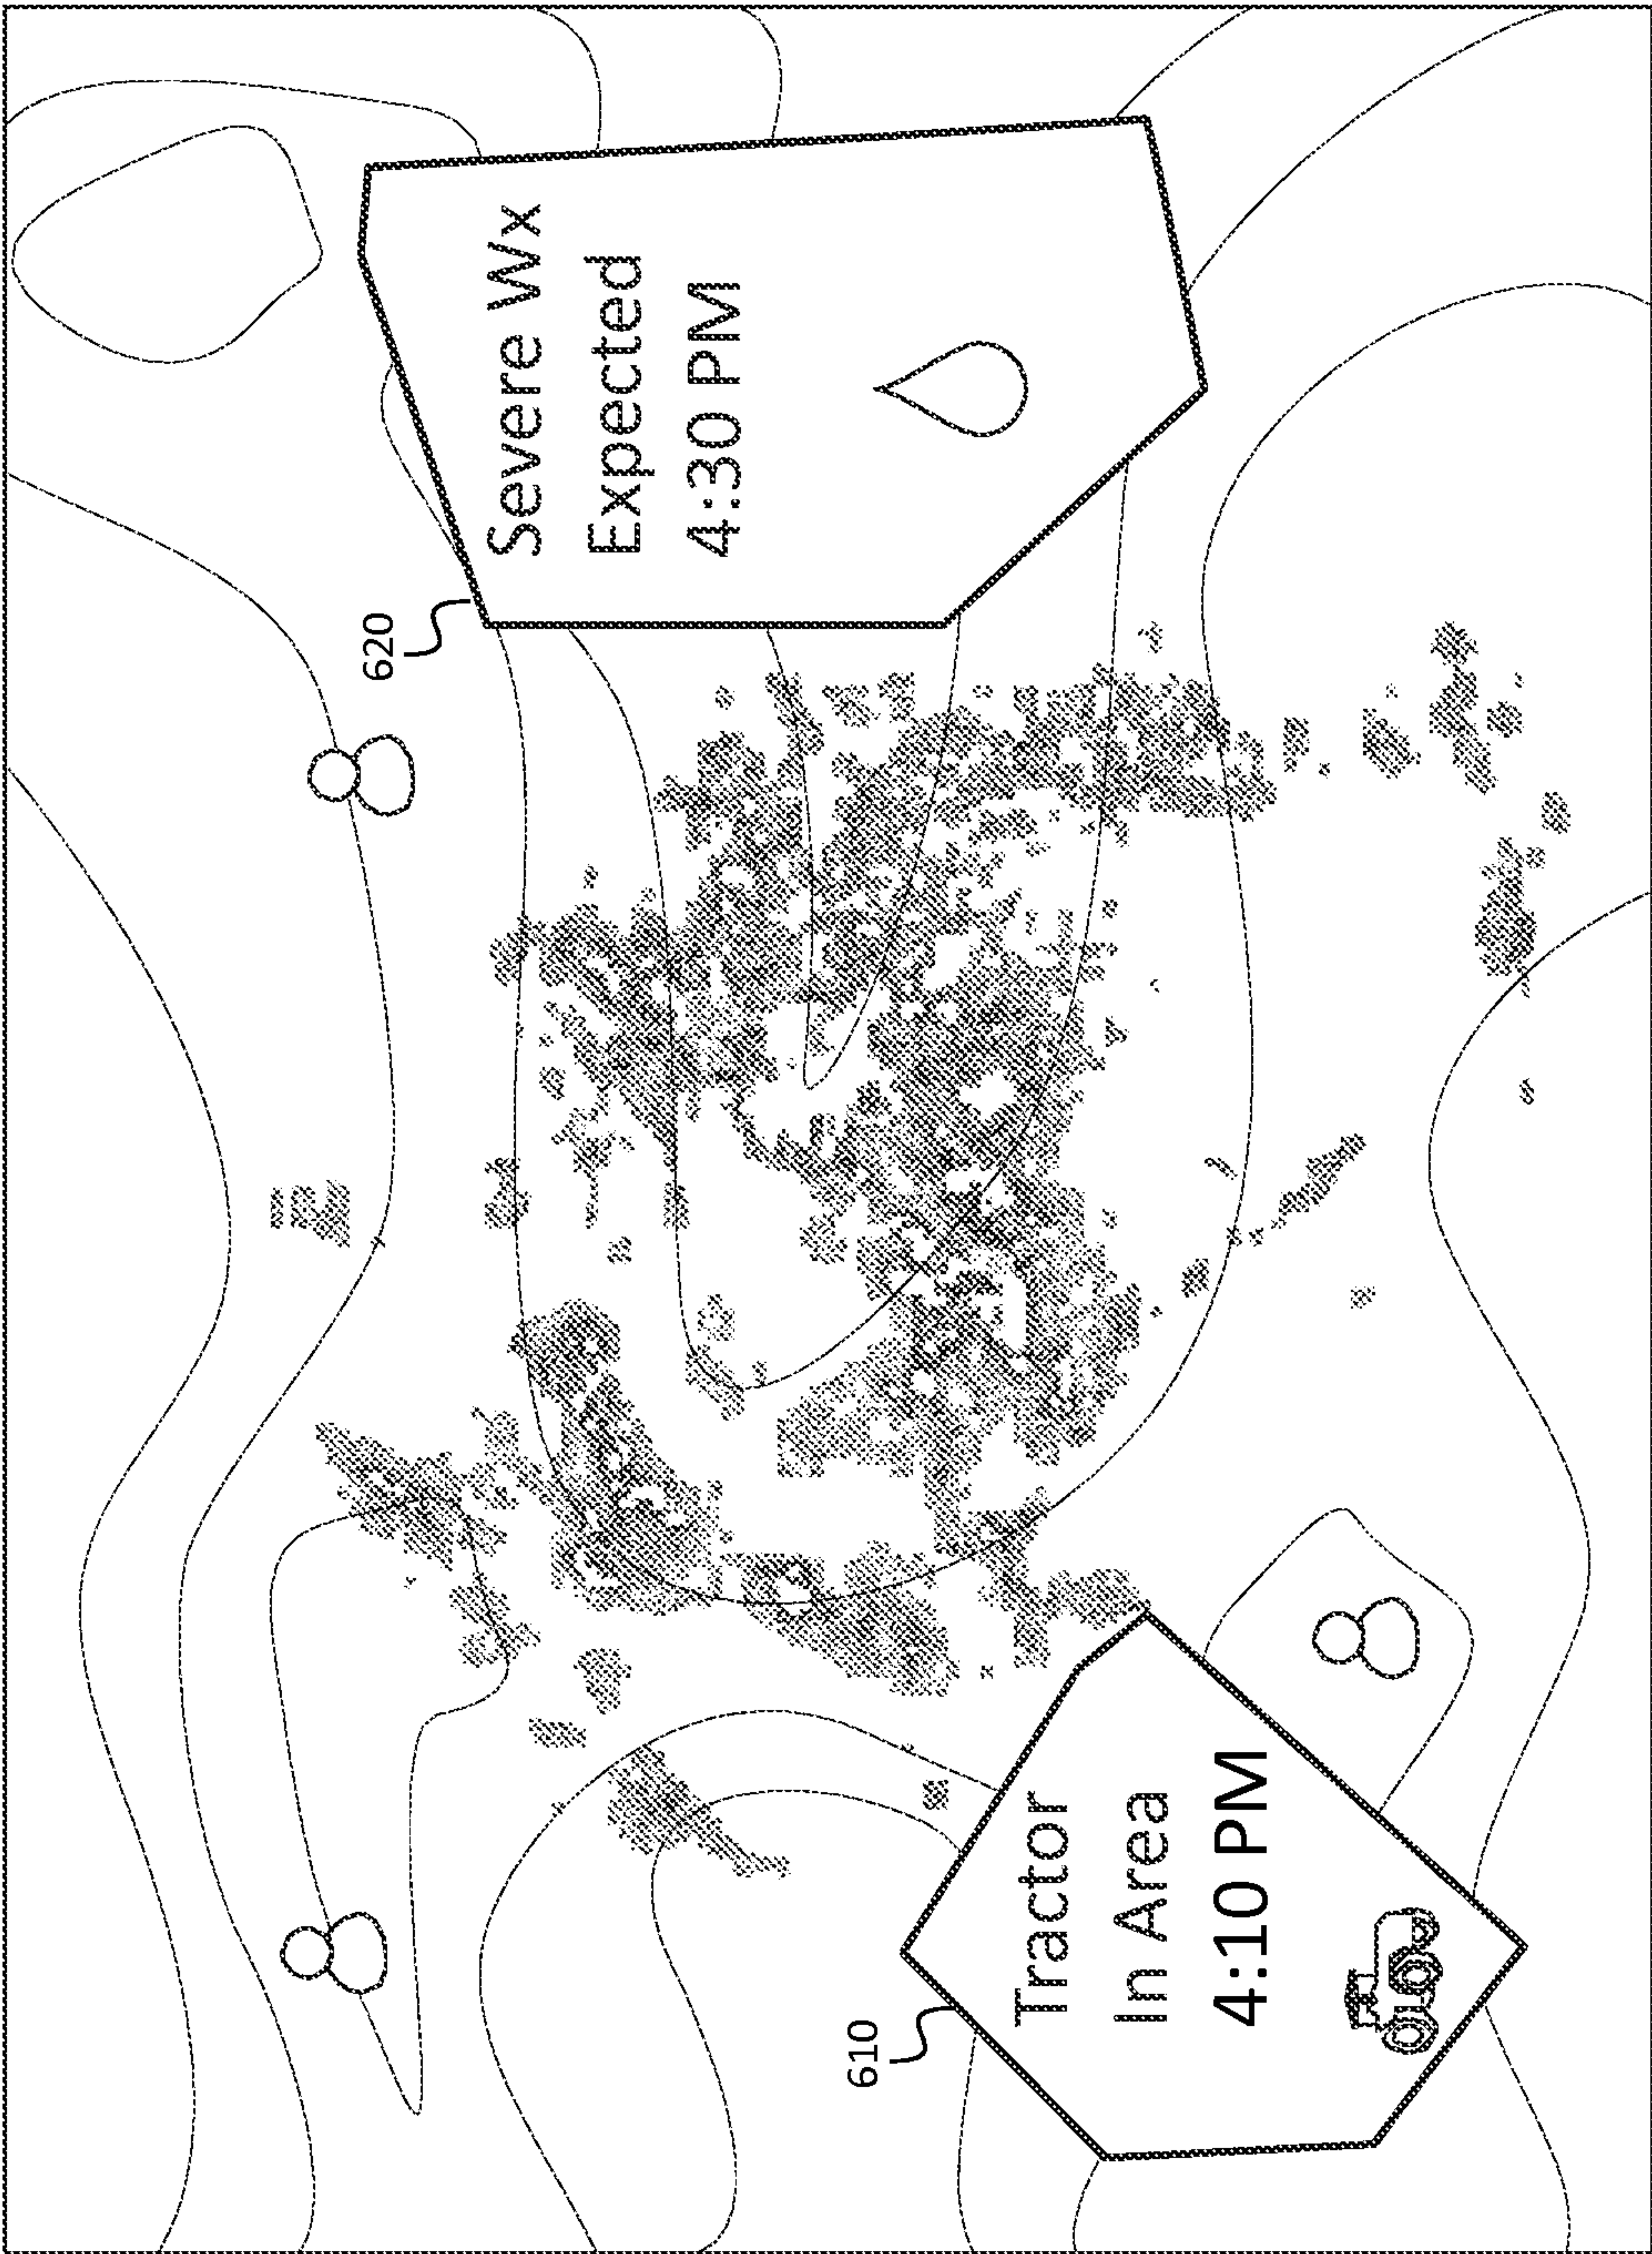 620
Severe Wx
Expected
4:30 PM
610
Tractor
In Area
4:10 PM